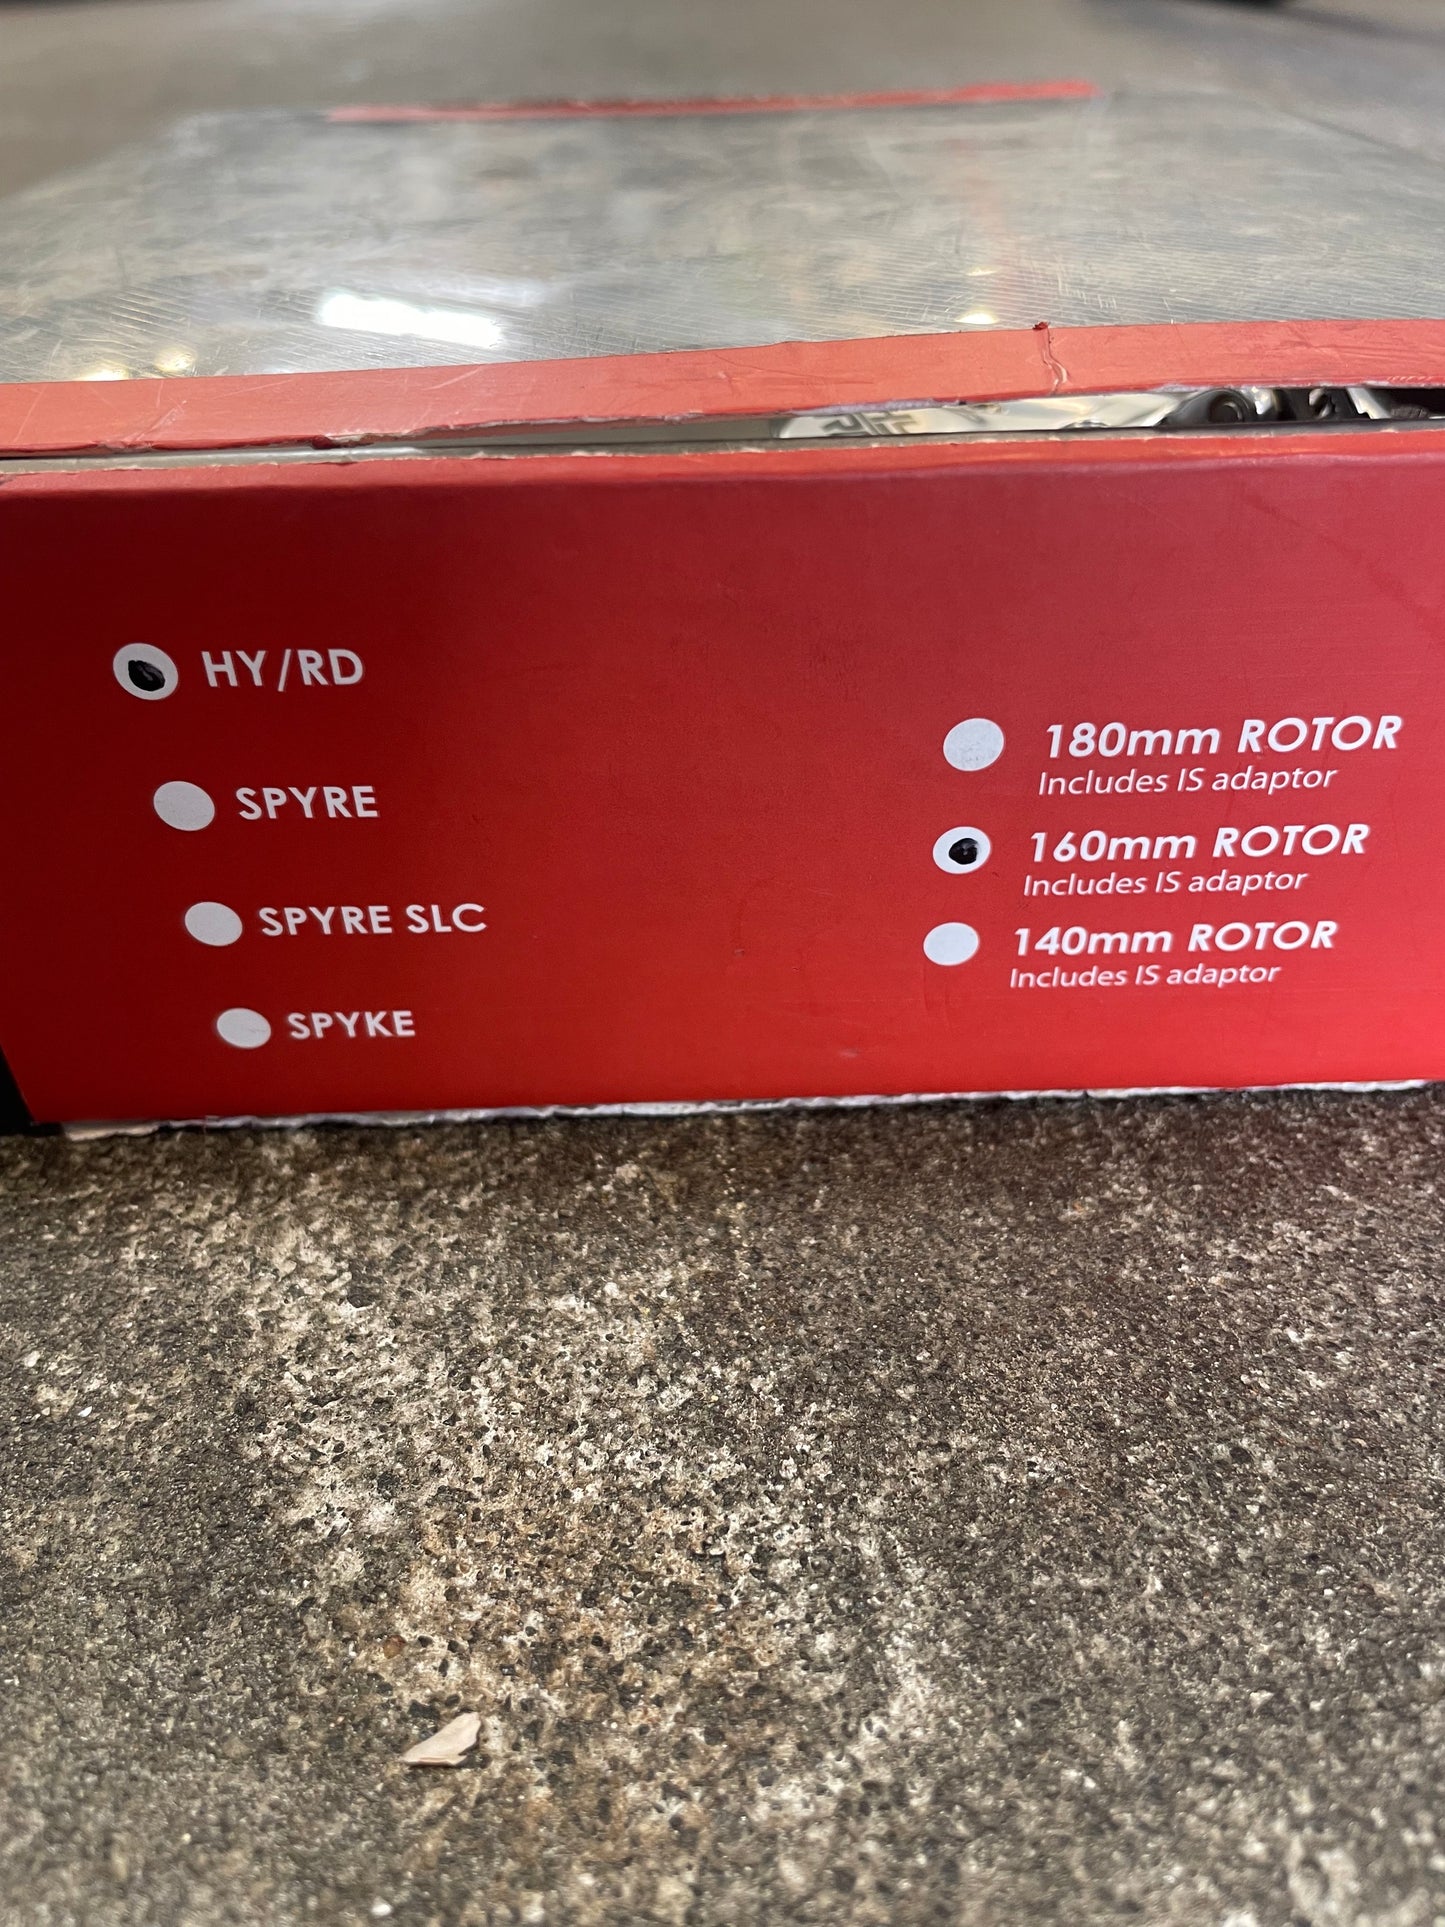 HY/RD
SPYRE
SPYRE SLC
SPYKE
180mm ROTOR
Includes IS adaptor
160mm ROTOR
Includes IS adaptor
140mm ROTOR
Includes IS adaptor